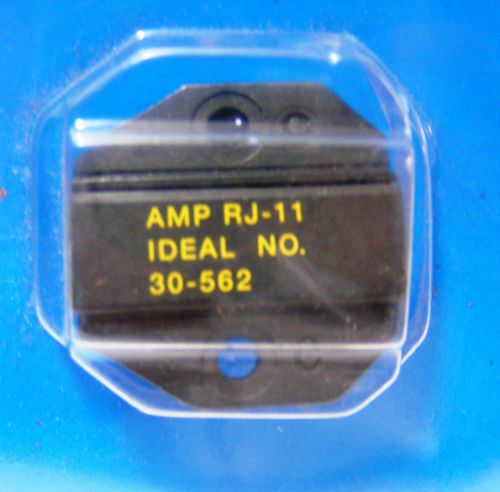 AMP RJ-11
IDEAL NO.
30-562